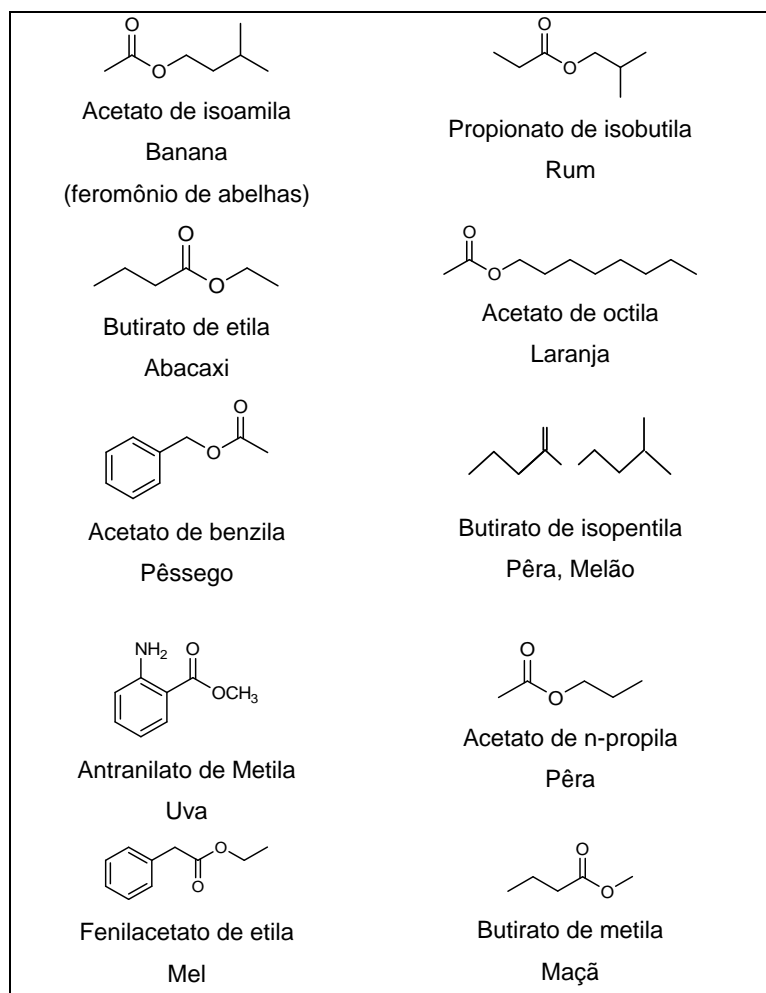 O
O
Acetato de isoamila
Banana
(feromônio de abelhas)
O
O
Propionato de isobutila
Rum
O
O
Butirato de etila
Abacaxi
O
O
Acetato de octila
Laranja
O
O
Acetato de benzila
Pêssego
Butirato de isopentila
Pêra, Melão
NH2
O
OCH3
Antranilato de Metila
Uva
O
O
Acetato de n-propila
Pêra
O
O
Fenilacetato de etila
Mel
O
O
Butirato de metila
Maçã